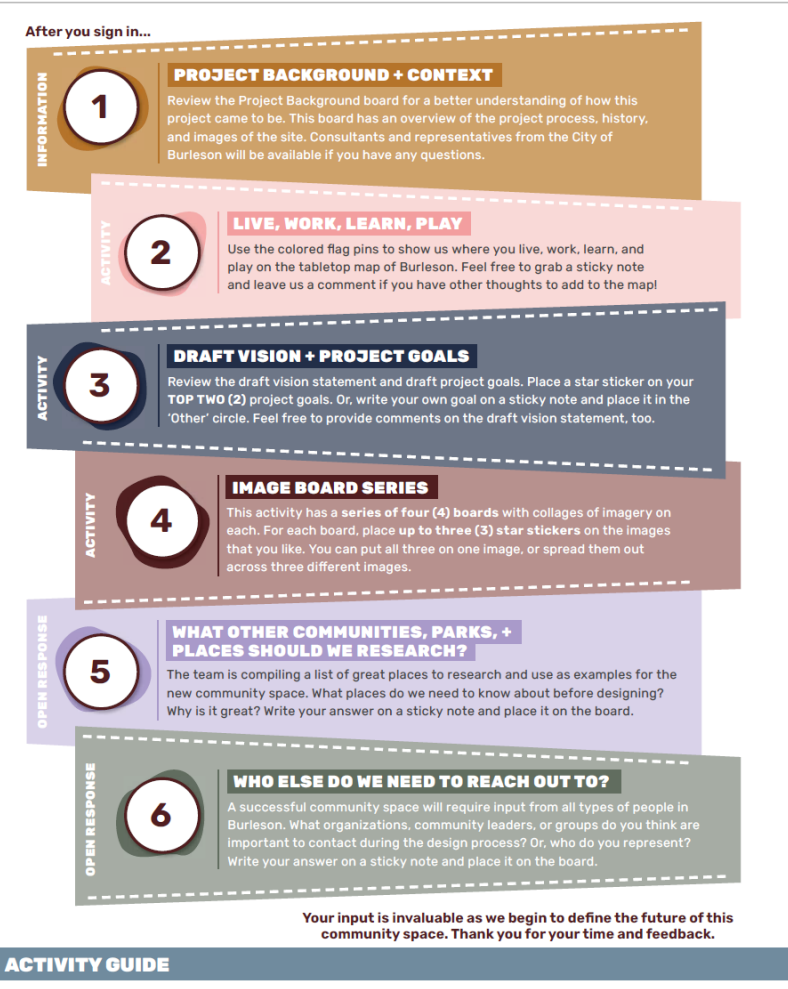 After you sign in...
INFORMATION
1
PROJECT BACKGROUND + CONTEXT
Review the Project Background board for a better understanding of how this
project came to be. This board has an overview of the project process, history,
and images of the site. Consultants and representatives from the City of
Burleson will be available if you have any questions.
ACTIVITY
2
LIVE, WORK, LEARN, PLAY
Use the colored flag pins to show us where you live, work, learn, and
play on the tabletop map of Burleson. Feel free to grab a sticky note
and leave us a comment if you have other thoughts to add to the map!
ACTIVITY
3
DRAFT VISION + PROJECT GOALS
Review the draft vision statement and draft project goals. Place a star sticker on your
TOP TWO (2) project goals. Or, write your own goal on a sticky note and place it in the
‘Other’ circle. Feel free to provide comments on the draft vision statement, too.
ACTIVITY
4
IMAGE BOARD SERIES
This activity has a series of four (4) boards with collages of imagery on
each. For each board, place up to three (3) star stickers on the images
that you like. You can put all three on one image, or spread them out
across three different images.
OPEN RESPONSE
5
WHAT OTHER COMMUNITIES, PARKS, +
PLACES SHOULD WE RESEARCH?
The team is compiling a list of great places to research and use as examples for the
new community space. What places do we need to know about before designing?
Why is it great? Write your answer on a sticky note and place it on the board.
OPEN RESPONSE
6
WHO ELSE DO WE NEED TO REACH OUT TO?
A successful community space will require input from all types of people in
Burleson. What organizations, community leaders, or groups do you think are
important to contact during the design process? Or, who do you represent?
Write your answer on a sticky note and place it on the board.
Your input is invaluable as we begin to define the future of this
community space. Thank you for your time and feedback.
ACTIVITY GUIDE